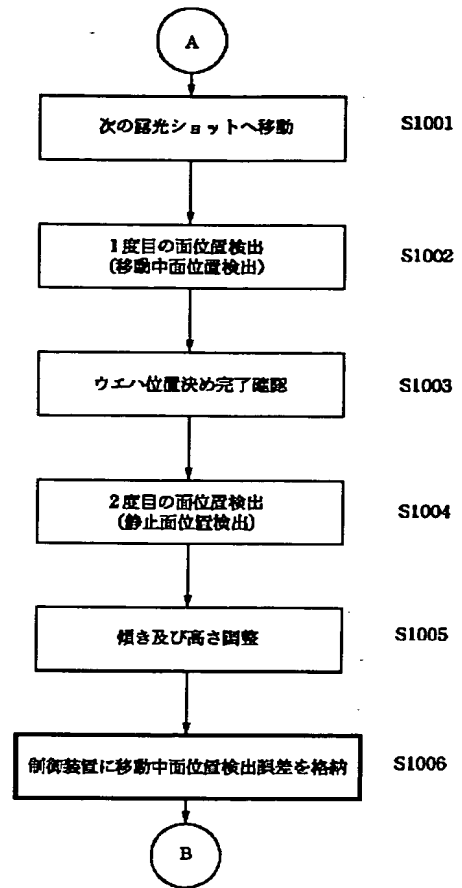 A
次の露光ショットへ移動
S1001
1度目の面位置検出
(移動中面位置検出)
S1002
ウエハ位置決め完了確認
S1003
2度目の面位置検出
(静止面位置検出)
S1004
傾き及び高さ調整
S1005
制御装置に移動中面位置検出誤差を格納
S1006
B